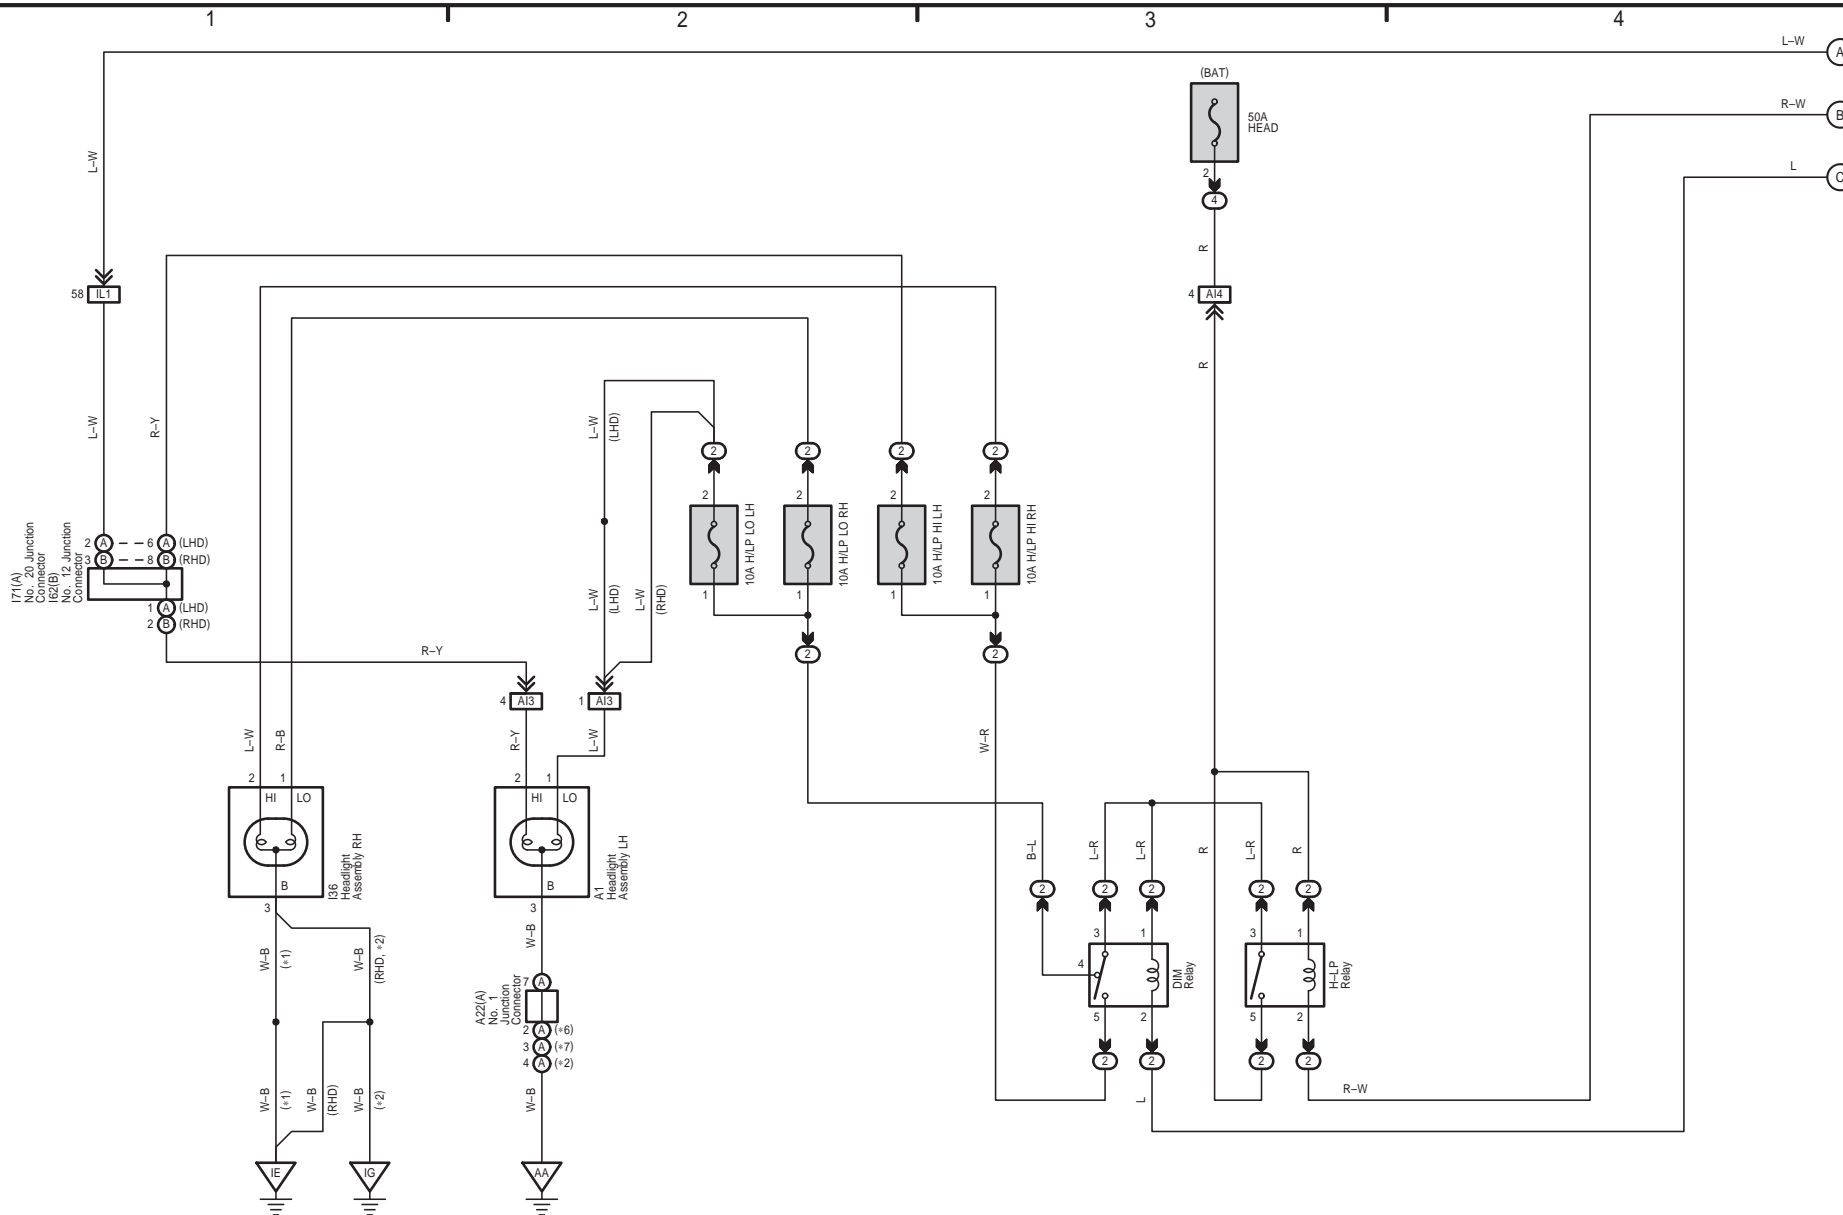 1
2
3
4
L–W
A
(BAT)
50A
HEAD
R–W
B
L
C
L–W
2
4
R
58
IL1
4
AI4
R
L–W
R–Y
L–W
(LHD)
2
2
2
2
2
2
2
2
10A H/LP LO LH
10A H/LP LO RH
10A H/LP HI LH
10A H/LP HI RH
1
1
1
1
2
2
I71(A)
No. 20 Junction
Connector
I62(B)
No. 12 Junction
Connector
2
A
6
A
(LHD)
3
B
8
B
(RHD)
1
A
(LHD)
2
B
(RHD)
L–W
(LHD)
L–W
(RHD)
R–Y
4
AI3
1
AI3
L–W
R–B
R–Y
L–W
W–R
2
1
HI
LO
B
3
I36
Headlight
Assembly RH
2
1
HI
LO
B
3
A1
Headlight
Assembly LH
B–L
L–R
L–R
R
L–R
R
2
2
2
2
2
3
1
4
5
2
DIM
Relay
3
1
5
2
H–LP
Relay
2
2
2
2
L
R–W
W–B
(*1)
W–B
(RHD, *2)
W–B
7
A
A22(A)
No. 1
Junction
Connector
2
A
(*6)
3
A
(*7)
4
A
(*2)
W–B
(*1)
W–B
(RHD)
W–B
(*2)
W–B
IE
IG
AA